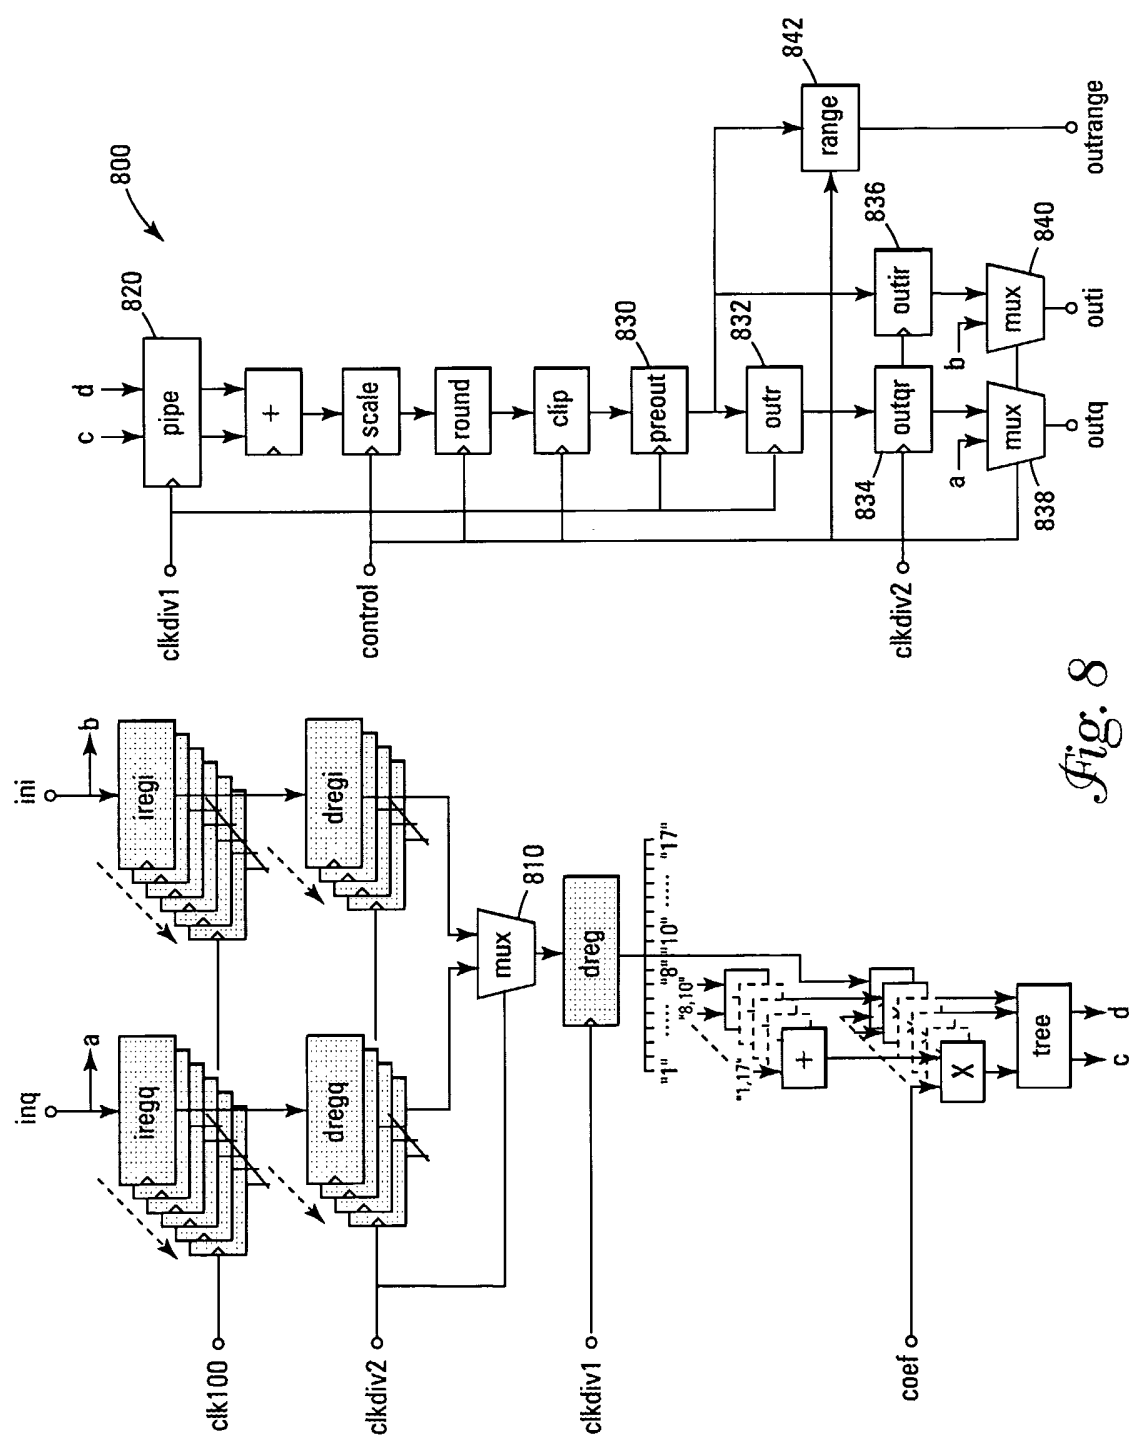 inq
a
ini
b
iregq
iregi
clk100
dregq
dregi
clkdiv2
mux
810
dreg
clkdiv1
"1" ..... "8" "10" ..... "17"
"8,10"
"1,17"
+
X
coef
tree
c
d
800
c
d
820
pipe
clkdiv1
+
scale
control
round
clip
830
preout
832
outr
842
range
834
outqr
836
outir
clkdiv2
a
b
mux
838
mux
840
outq
outi
outrange
Fig. 8